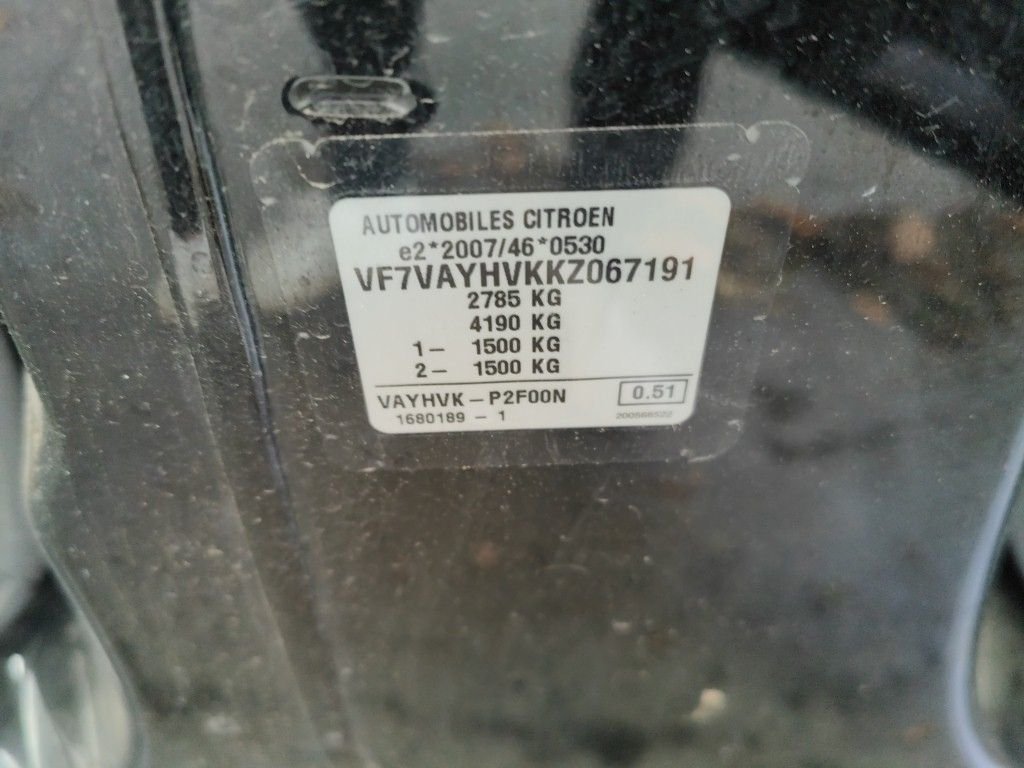 AUTOMOBILES CITROEN
e2*2007/46*0530
VF7VAYHVKKZ067191
2785 KG
4190 KG
1- 1500 KG
2- 1500 KG
VAYHVK-P2F00N 0.51
1680189-1 200566522